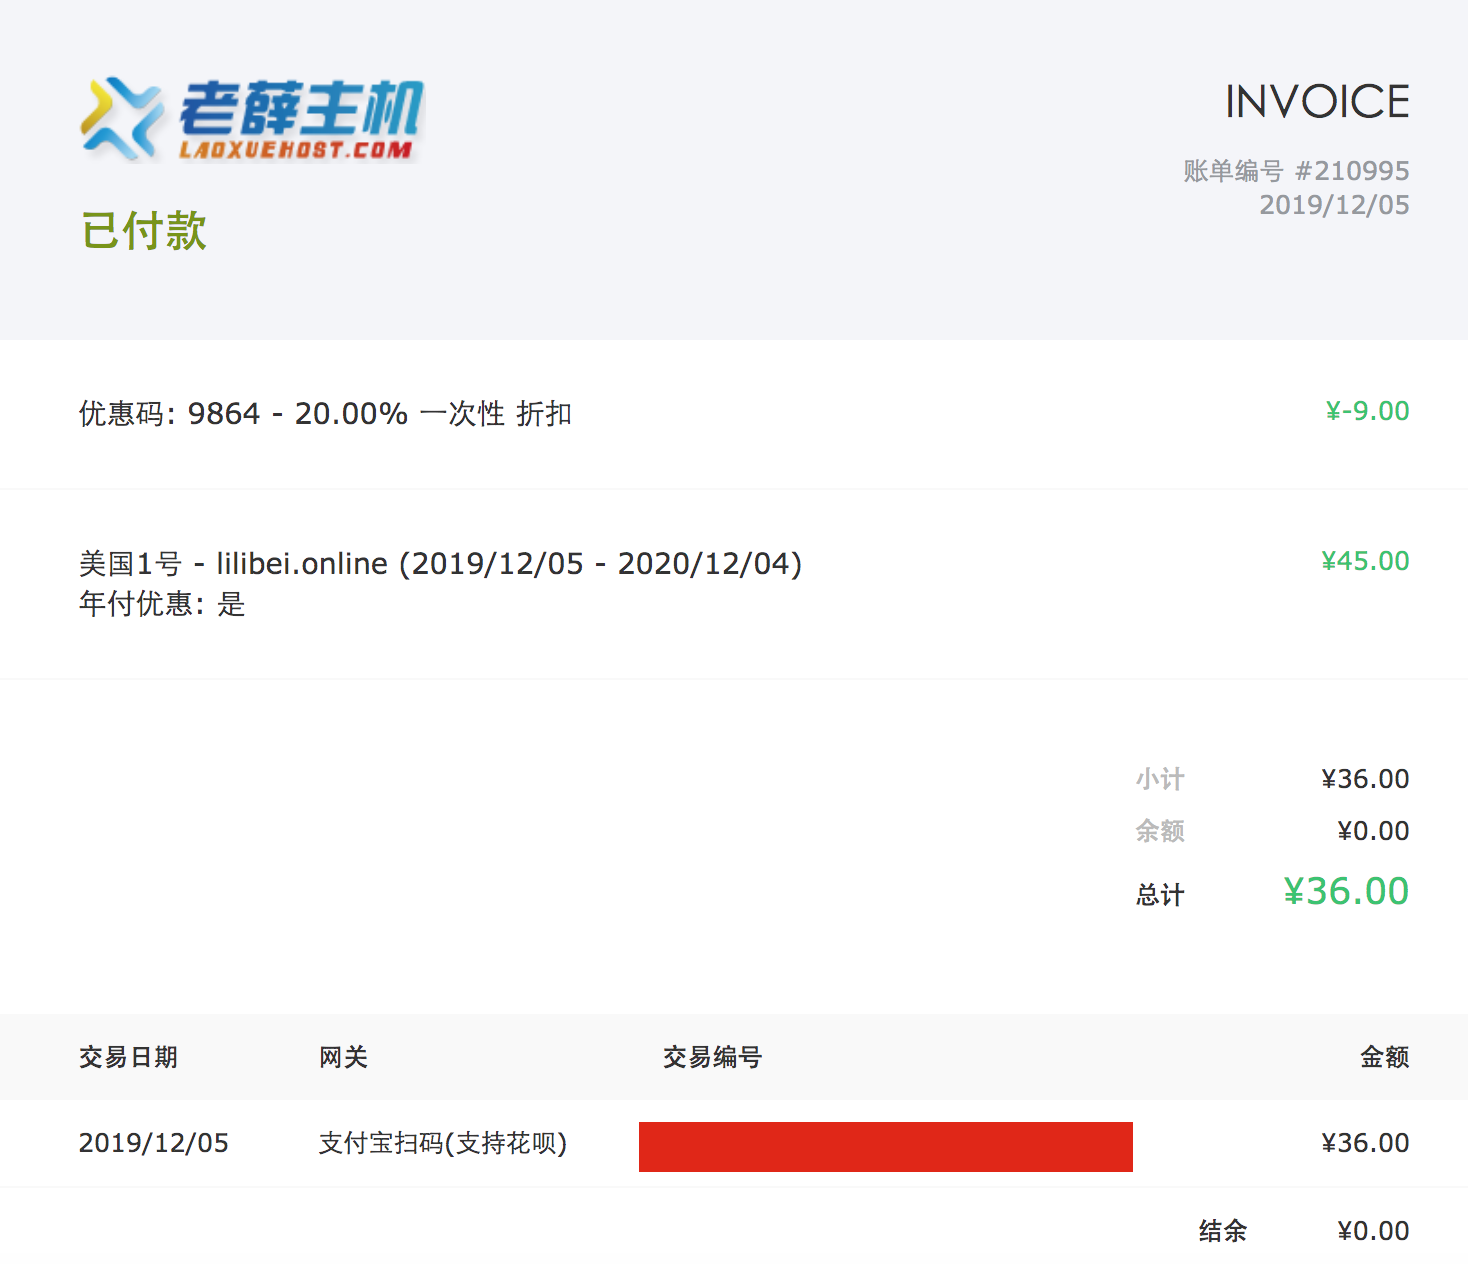 老薛主机
LAOXUEHOST.COM
INVOICE
账单编号 #210995
2019/12/05
已付款
优惠码: 9864 - 20.00% 一次性 折扣 ¥-9.00
美国1号 - lilibei.online (2019/12/05 - 2020/12/04) ¥45.00
年付优惠: 是
小计 ¥36.00
余额 ¥0.00
总计 ¥36.00
交易日期 网关 交易编号 金额
2019/12/05 支付宝扫码(支持花呗) ¥36.00
结余 ¥0.00